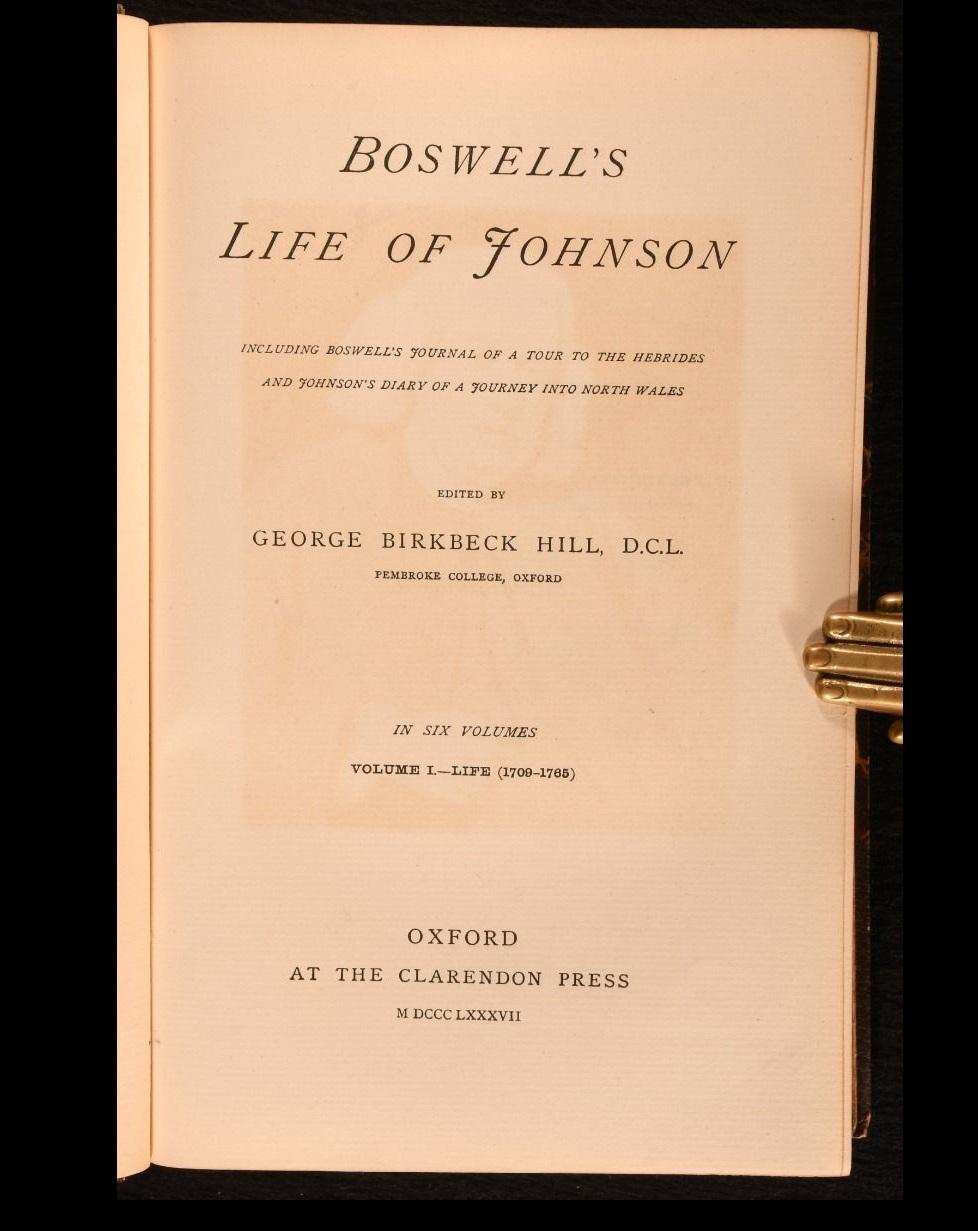 BOSWELL'S
LIFE OF JOHNSON
INCLUDING BOSWELL'S JOURNAL OF A TOUR TO THE HEBRIDES
AND JOHNSON'S DIARY OF A JOURNEY INTO NORTH WALES
EDITED BY
GEORGE BIRKBECK HILL, D.C.L.
PEMBROKE COLLEGE, OXFORD
IN SIX VOLUMES
VOLUME I.—LIFE (1709–1765)
OXFORD
AT THE CLARENDON PRESS
M DCCC LXXXVII